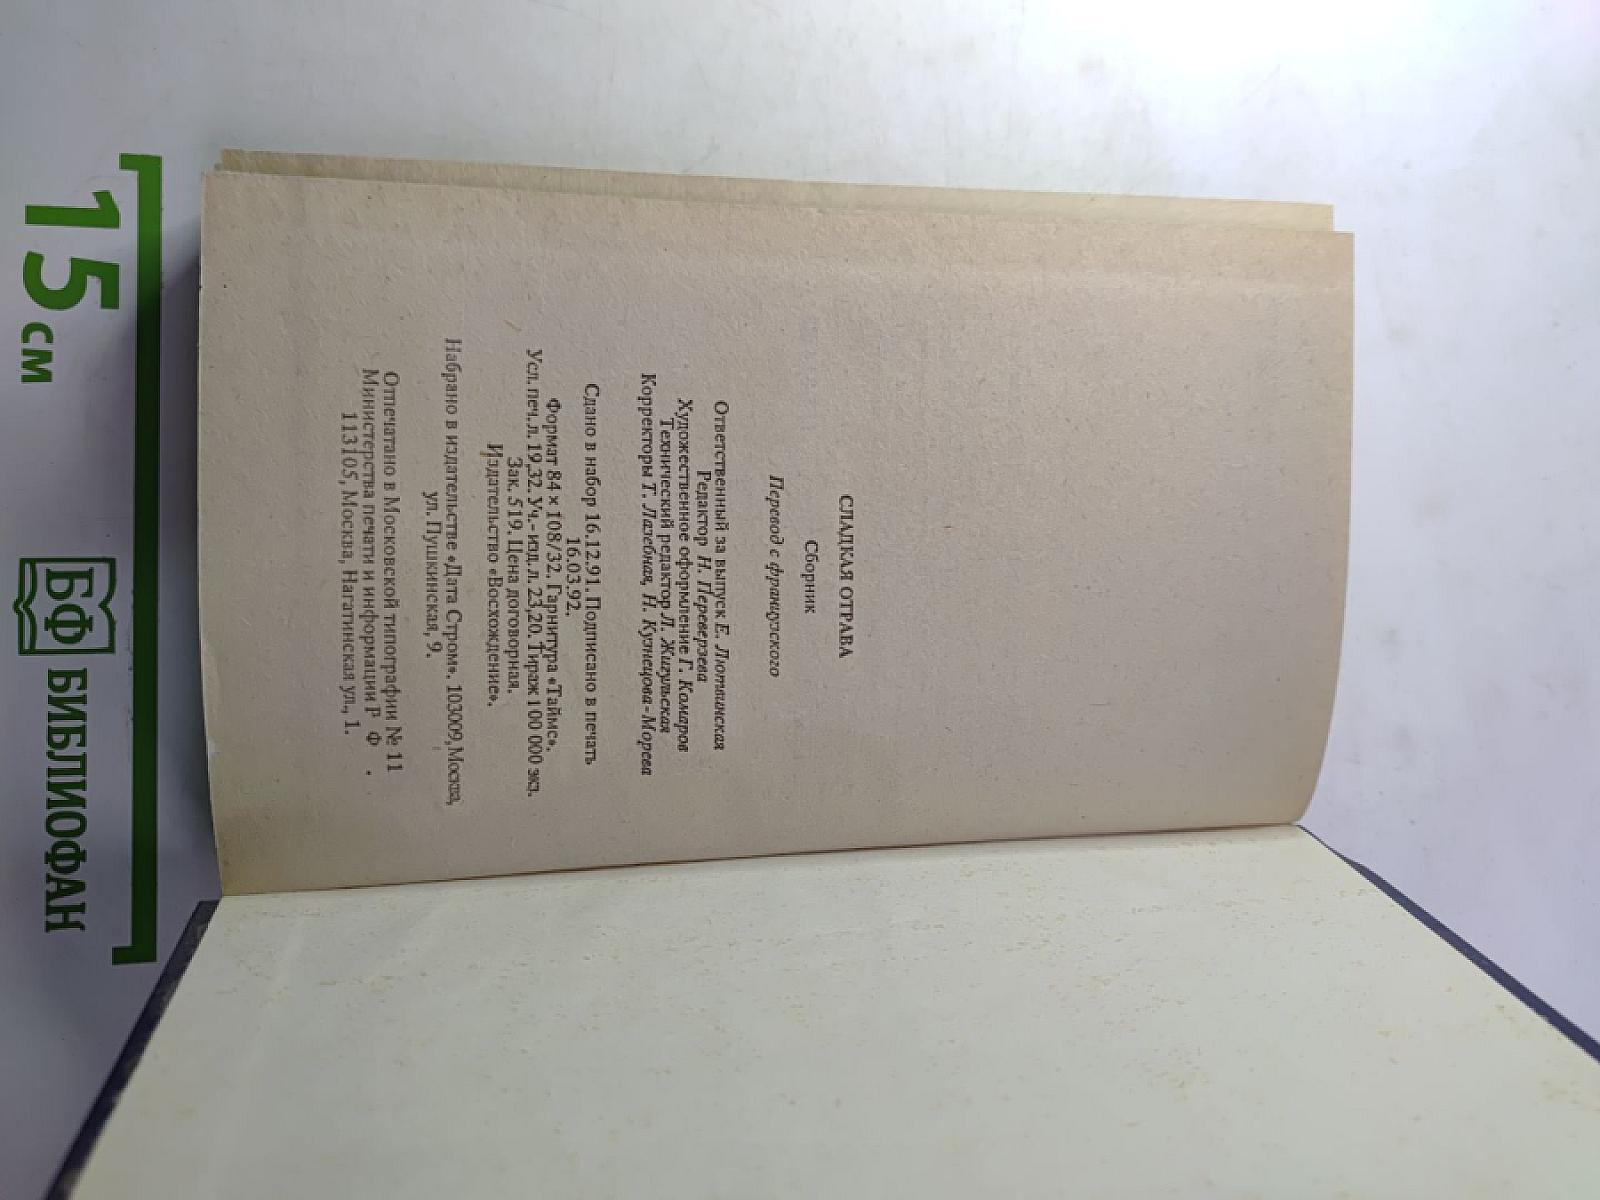 СЛАДКАЯ ОТРАВА
Сборник
Перевод с французского
Ответственный за выпуск Е. Лютвинская
Редактор Н. Переверзева
Художественное оформление Г. Комаров
Технический редактор Л. Жигульская
Корректоры Т. Лазебная, Н. Кузнецова-Морева
Сдано в набор 16.12.91. Подписано в печать
16.03.92.
Формат 84 × 108/32. Гарнитура «Таймс».
Усл. печ. л. 19,32. Уч.- изд. л. 23,20. Тираж 100 000 экз.
Зак. 519. Цена договорная.
Издательство «Восхождение».
Набрано в издательстве «Дата Стром». 103009, Москва,
ул. Пушкинская, 9.
Отпечатано в Московской типографии № 11
Министерства печати и информации Р Ф .
113105, Москва, Нагатинская ул., 1.
15 см
БФ БИБЛИОФАН